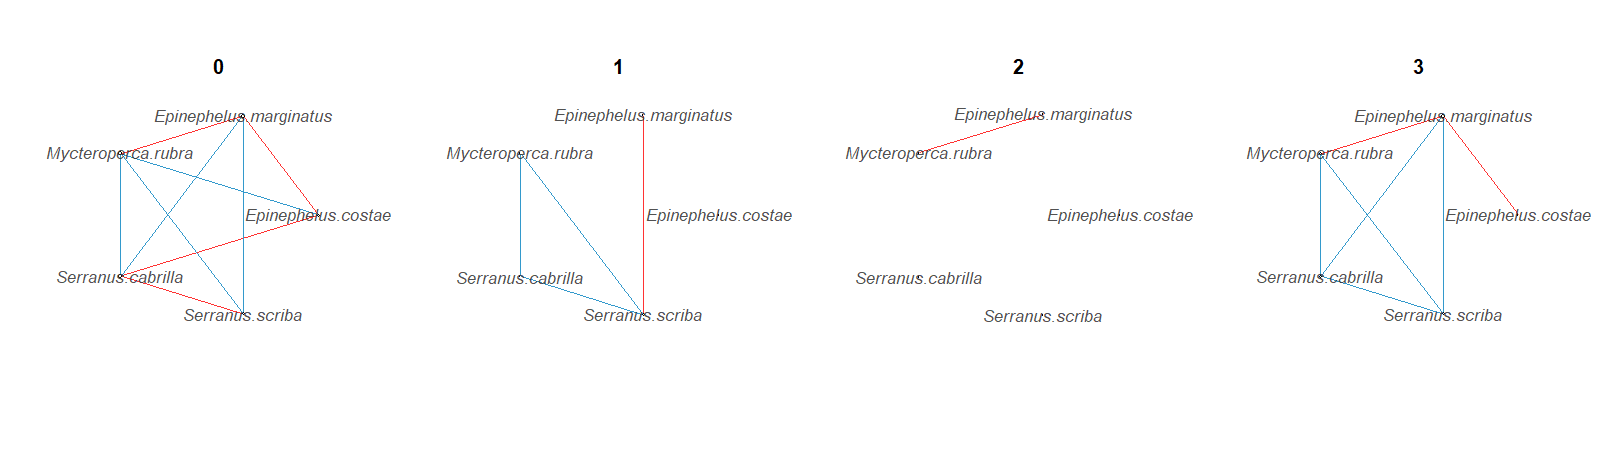 0
Epinephelus.marginatus
Mycteroperca.rubra
Epinephelus.costae
Serranus.cabrilla
Serranus.scriba
1
Epinephelus.marginatus
Mycteroperca.rubra
Epinephelus.costae
Serranus.cabrilla
Serranus.scriba
2
Epinephelus.marginatus
Mycteroperca.rubra
Epinephelus.costae
Serranus.cabrilla
Serranus.scriba
3
Epinephelus.marginatus
Mycteroperca.rubra
Epinephelus.costae
Serranus.cabrilla
Serranus.scriba